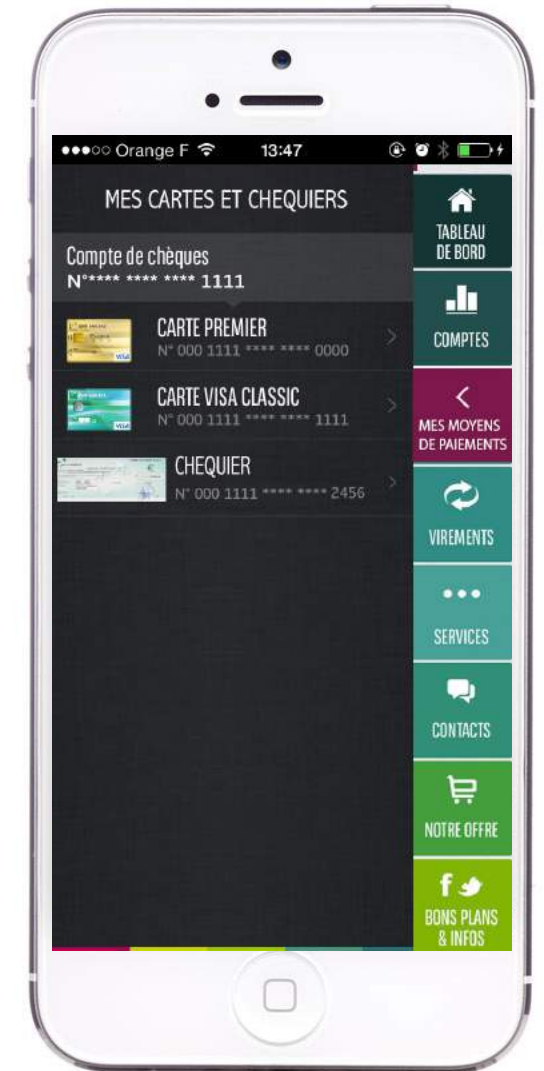 Orange F 13:47
MES CARTES ET CHEQUIERS
Compte de chèques
N°**** **** **** 1111
CARTE PREMIER
N° 000 1111 **** **** 0000
CARTE VISA CLASSIC
N° 000 1111 **** **** 1111
CHEQUIER
N° 000 1111 **** **** 2456
VISA
VISA
TABLEAU
DE BORD
COMPTES
MES MOYENS
DE PAIEMENTS
VIREMENTS
SERVICES
CONTACTS
NOTRE OFFRE
BONS PLANS
& INFOS